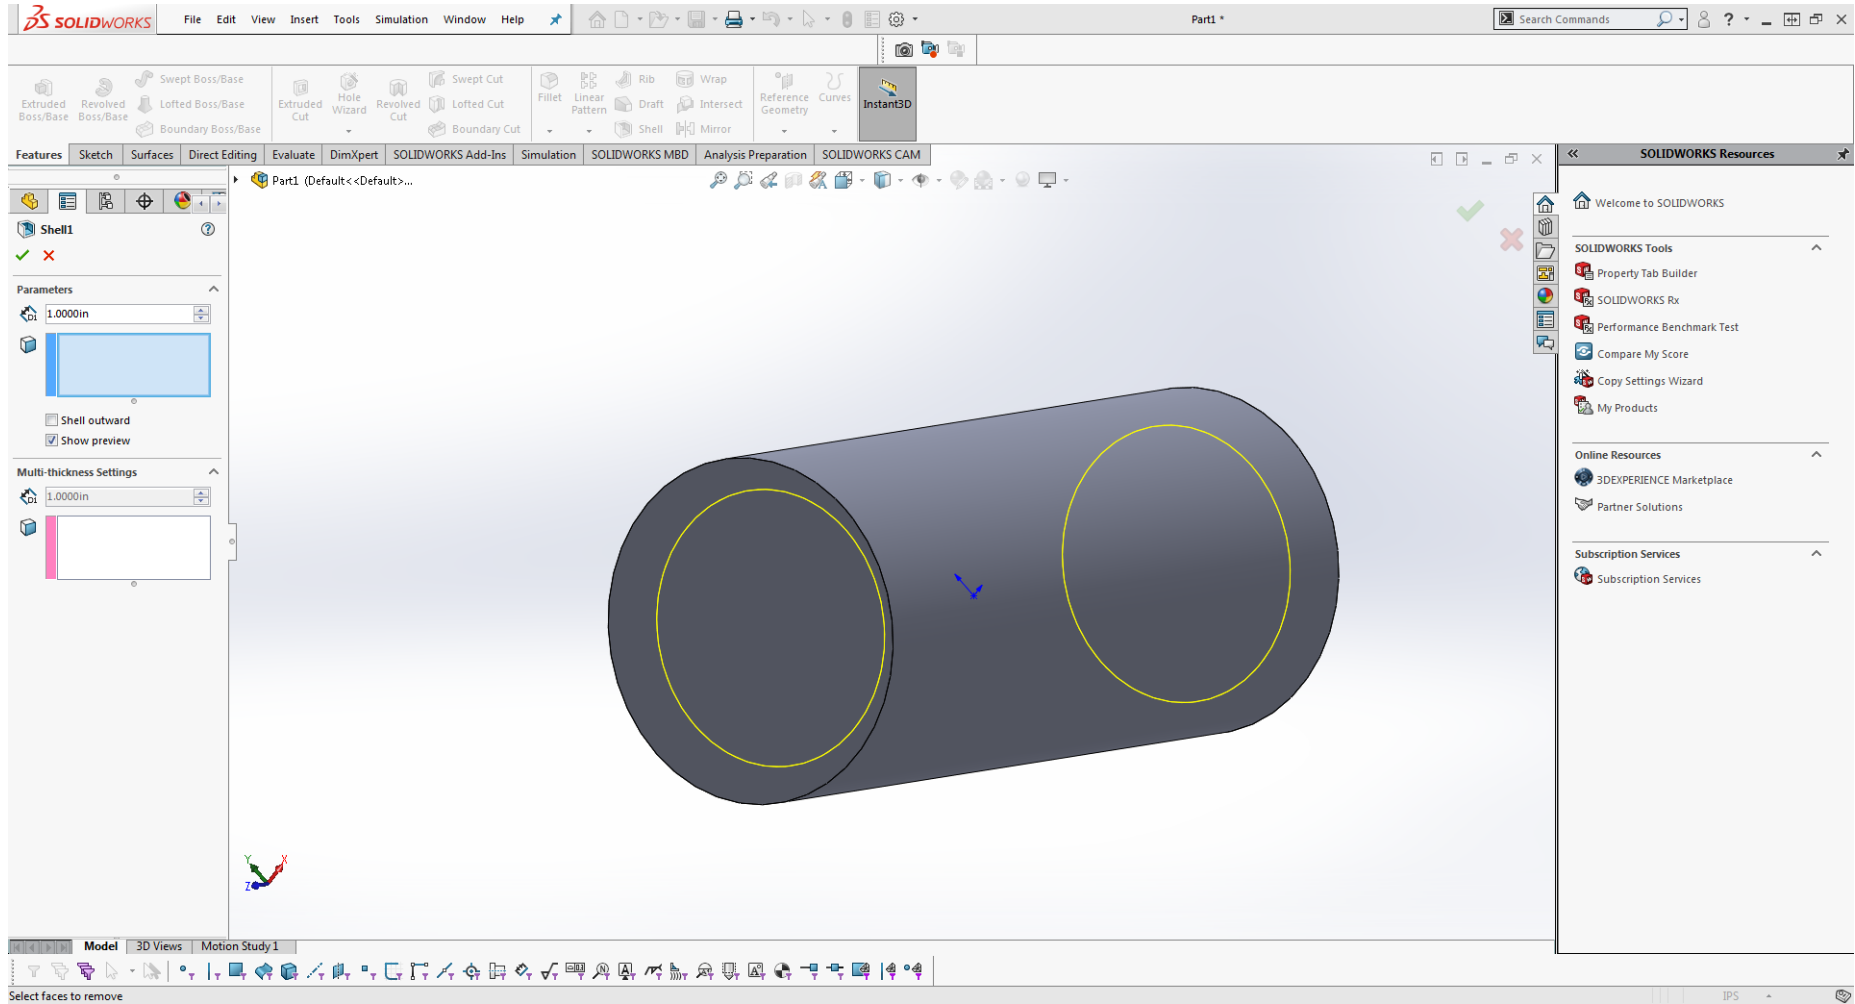 SOLIDWORKS File Edit View Insert Tools Simulation Window Help Part1 * Search Commands ?
Extruded Boss/Base
Revolved Boss/Base
Swept Boss/Base
Lofted Boss/Base
Boundary Boss/Base
Extruded Cut
Hole Wizard
Revolved Cut
Swept Cut
Lofted Cut
Boundary Cut
Fillet
Linear Pattern
Rib
Draft
Shell
Wrap
Intersect
Mirror
Reference Geometry
Curves
Instant3D
Features Sketch Surfaces Direct Editing Evaluate DimXpert SOLIDWORKS Add-Ins Simulation SOLIDWORKS MBD Analysis Preparation SOLIDWORKS CAM
Part1 (Default<<Default>...
Shell1 ?
Parameters
D1 1.0000in
Shell outward
Show preview
Multi-thickness Settings
D1 1.0000in
Y X
Z
SOLIDWORKS Resources
Welcome to SOLIDWORKS
SOLIDWORKS Tools
Property Tab Builder
SOLIDWORKS Rx
Performance Benchmark Test
Compare My Score
Copy Settings Wizard
My Products
Online Resources
3DEXPERIENCE Marketplace
Partner Solutions
Subscription Services
Subscription Services
Model 3D Views Motion Study 1
Select faces to remove IPS